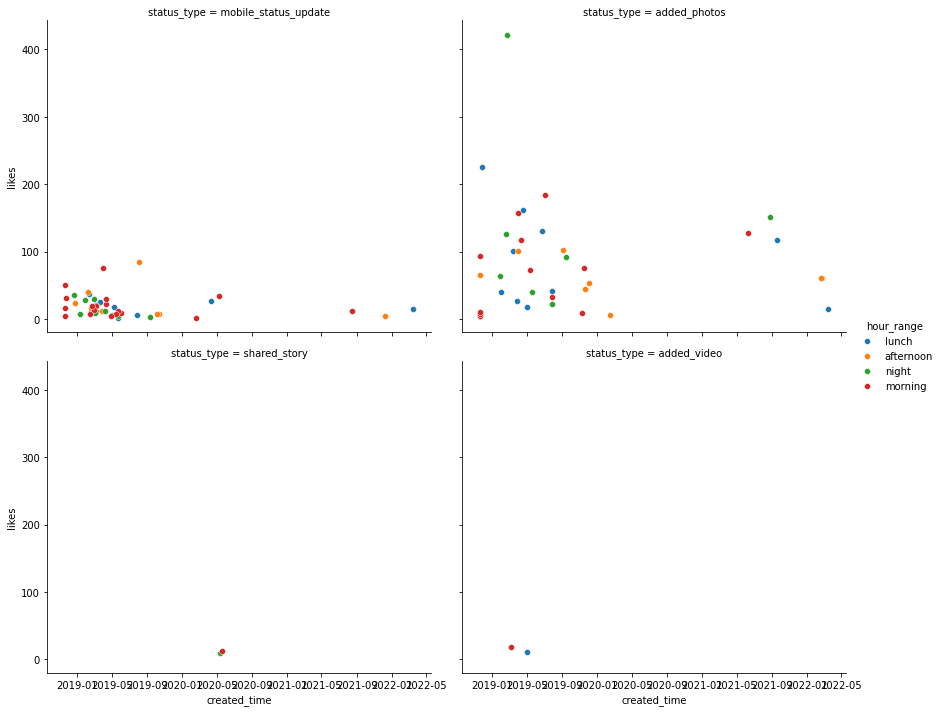 status_type = mobile_status_update
status_type = added_photos
400
300
200
100
0
likes
status_type = shared_story
status_type = added_video
400
300
200
100
0
likes
2019-01 2019-05 2019-09 2020-01 2020-05 2020-09 2021-01 2021-05 2021-09 2022-01 2022-05
2019-01 2019-05 2019-09 2020-01 2020-05 2020-09 2021-01 2021-05 2021-09 2022-01 2022-05
created_time
created_time
hour_range
lunch
afternoon
night
morning